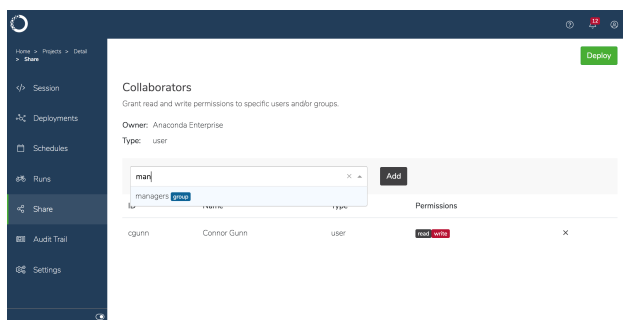 12
Home > Projects > Detail
> Share
Deploy
Session
Deployments
Schedules
Runs
Share
Audit Trail
Settings
Collaborators
Grant read and write permissions to specific users and/or groups.
Owner: Anaconda Enterprise
Type: user
man
Add
managers group
ID Name Type Permissions
cgunn Connor Gunn user read write